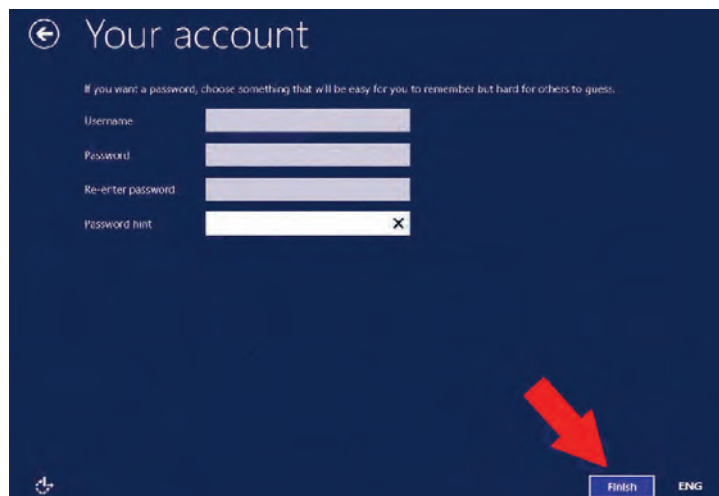 Your account
If you want a password, choose something that will be easy for you to remember but hard for others to guess.
Username
Password
Re-enter password
Password hint
Finish
ENG